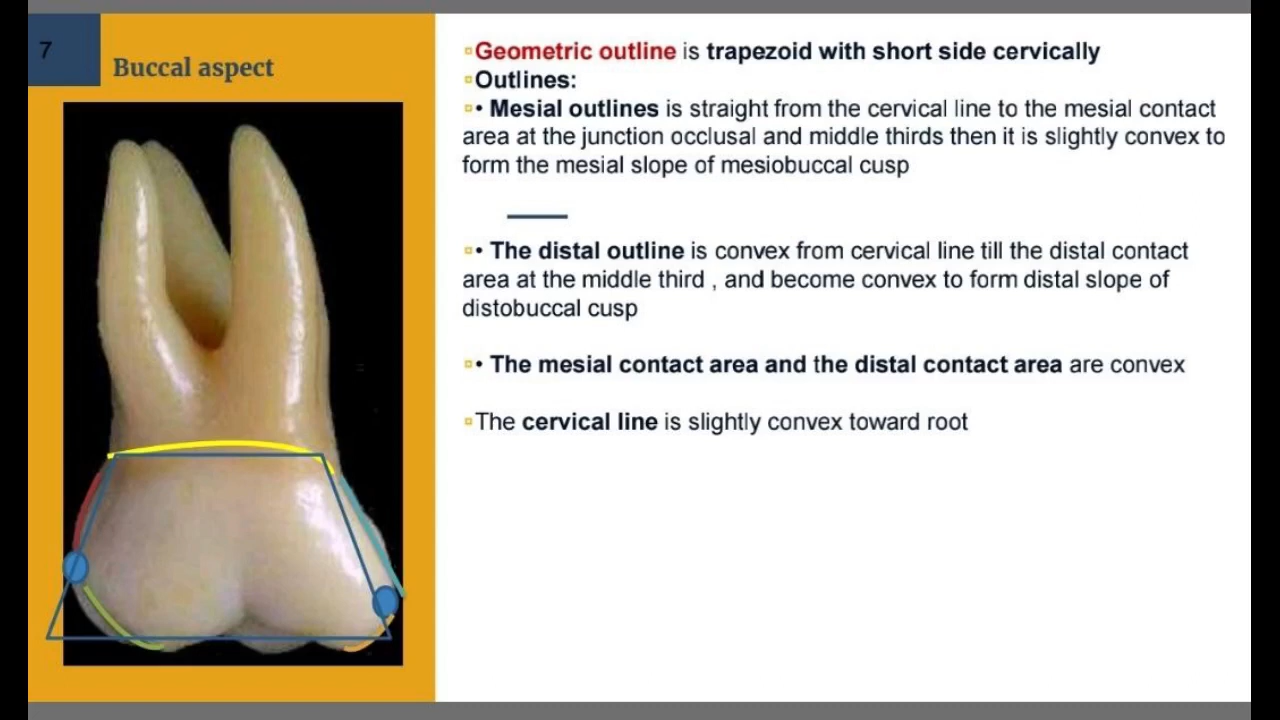 7
Buccal aspect
Geometric outline is trapezoid with short side cervically
Outlines:
• Mesial outlines is straight from the cervical line to the mesial contact
area at the junction occlusal and middle thirds then it is slightly convex to
form the mesial slope of mesiobuccal cusp
• The distal outline is convex from cervical line till the distal contact
area at the middle third , and become convex to form distal slope of
distobuccal cusp
• The mesial contact area and the distal contact area are convex
The cervical line is slightly convex toward root